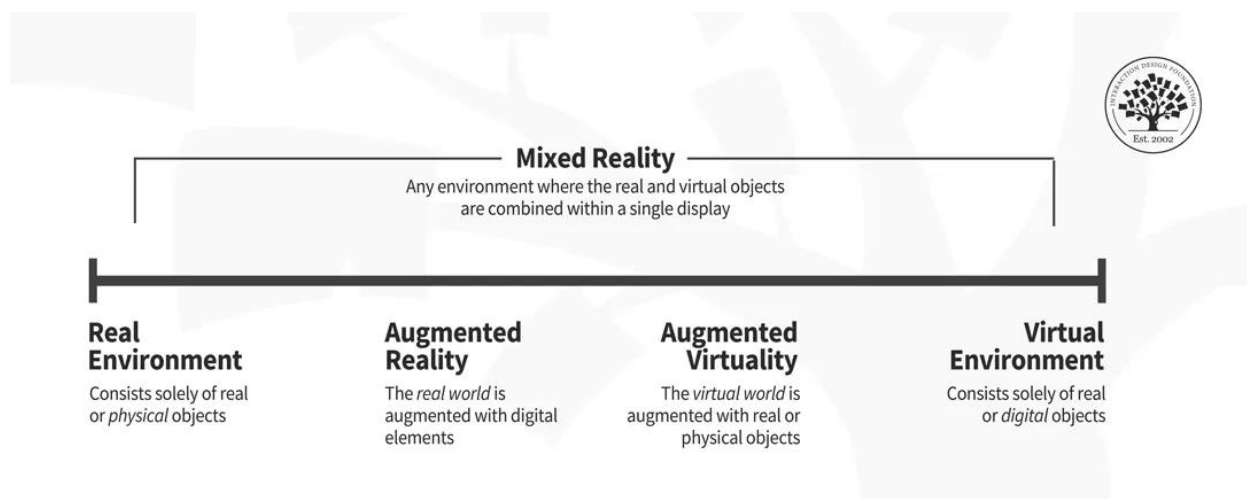 INTERACTION DESIGN FOUNDATION
Est. 2002
Mixed Reality
Any environment where the real and virtual objects
are combined within a single display
Real
Environment
Consists solely of real
or physical objects
Augmented
Reality
The real world is
augmented with digital
elements
Augmented
Virtuality
The virtual world is
augmented with real or
physical objects
Virtual
Environment
Consists solely of real
or digital objects